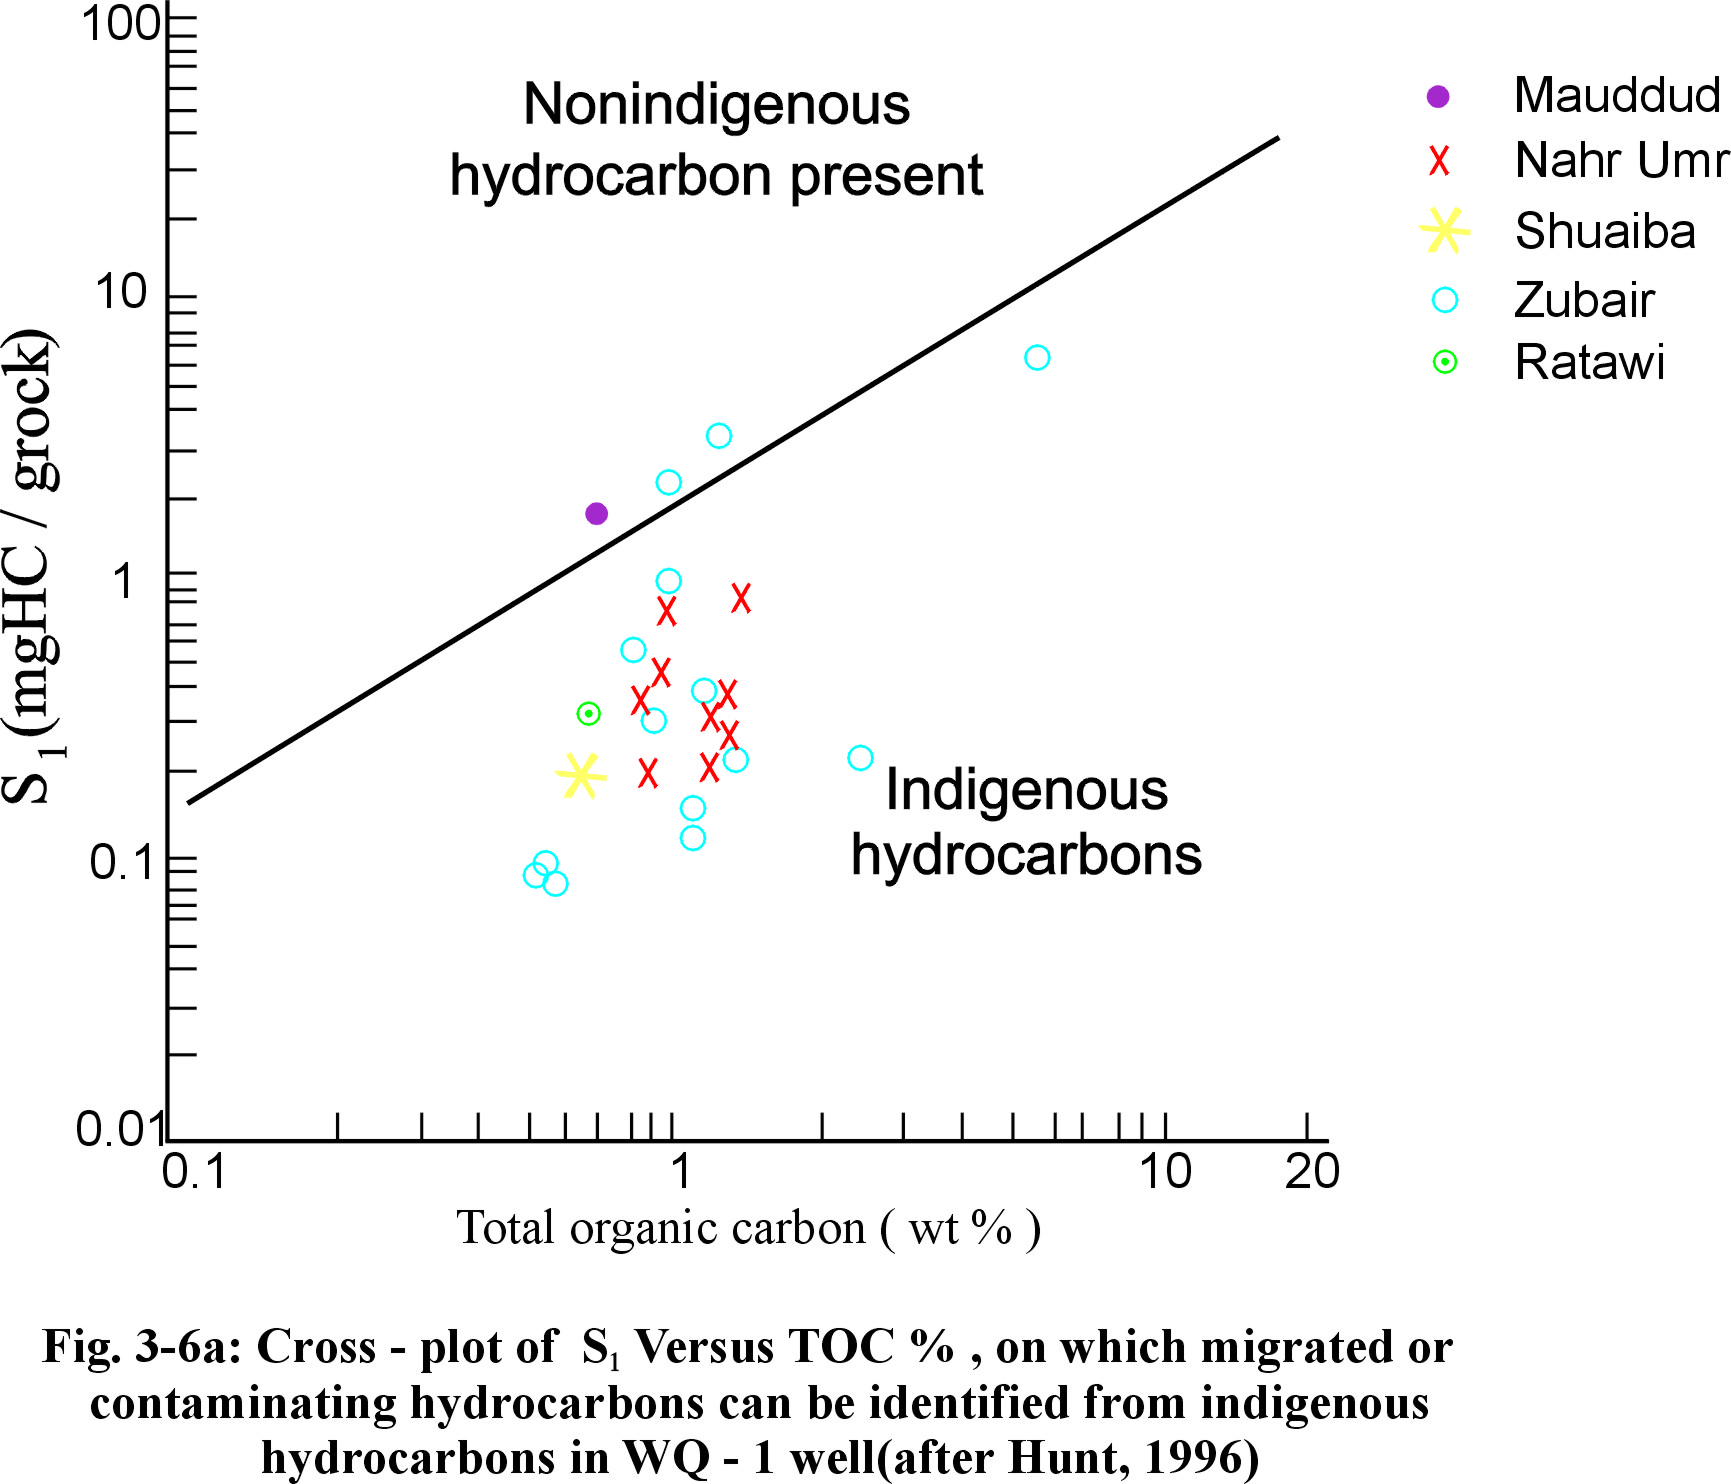 100
10
1
0.1
0.01
S1(mgHC / grock)
Nonindigenous
hydrocarbon present
Mauddud
Nahr Umr
Shuaiba
Zubair
Ratawi
Indigenous
hydrocarbons
0.1 1 10 20
Total organic carbon ( wt % )
Fig. 3-6a: Cross - plot of S1 Versus TOC % , on which migrated or
contaminating hydrocarbons can be identified from indigenous
hydrocarbons in WQ - 1 well(after Hunt, 1996)